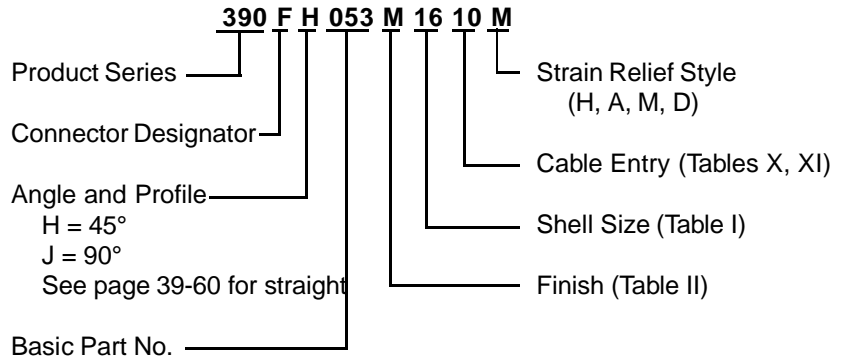 390 F H 053 M 16 10 M
Product Series
Connector Designator
Angle and Profile
H = 45°
J = 90°
See page 39-60 for straight
Basic Part No.
Strain Relief Style
(H, A, M, D)
Cable Entry (Tables X, XI)
Shell Size (Table I)
Finish (Table II)